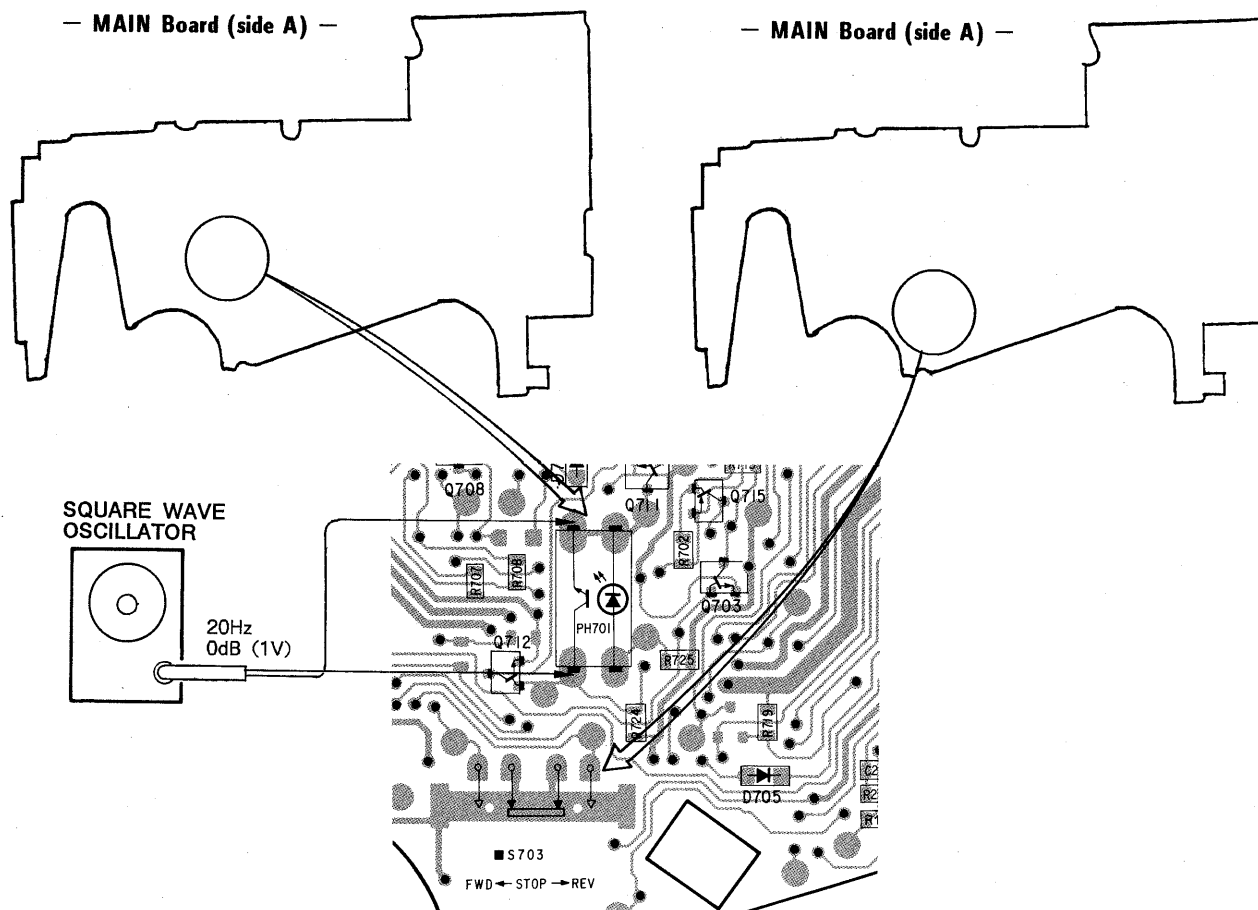 — MAIN Board (side A) —
— MAIN Board (side A) —
SQUARE WAVE
OSCILLATOR
20Hz
0dB (1V)
Q708
Q711
Q715
R702
R707
R708
Q703
PH701
Q712
R725
R724
R719
D705
■ S703
FWD ← STOP → REV